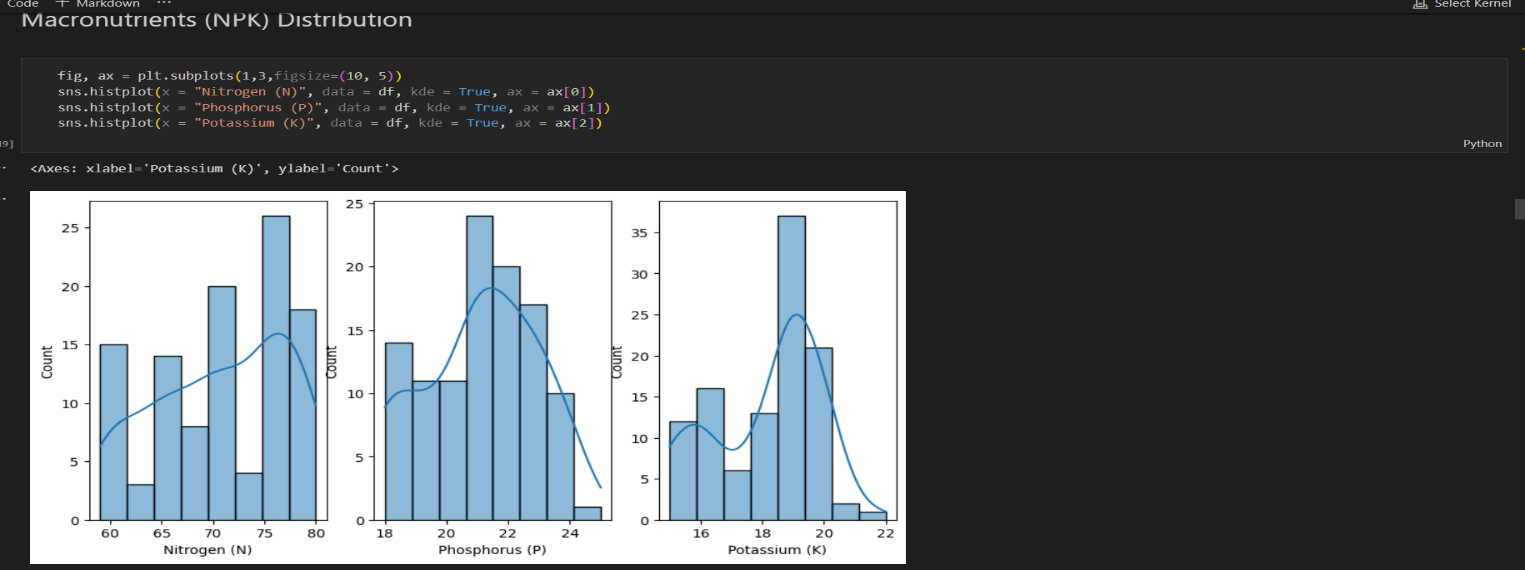 Code + Markdown ...
Select Kernel
Macronutrients (NPK) Distribution
fig, ax = plt.subplots(1,3,figsize=(10, 5))
sns.histplot(x = "Nitrogen (N)", data = df, kde = True, ax = ax[0])
sns.histplot(x = "Phosphorus (P)", data = df, kde = True, ax = ax[1])
sns.histplot(x = "Potassium (K)", data = df, kde = True, ax = ax[2])
9]
Python
<Axes: xlabel='Potassium (K)', ylabel='Count'>
25
20
15
10
5
0
Count
60 65 70 75 80
Nitrogen (N)
25
20
15
10
5
0
Count
18 20 22 24
Phosphorus (P)
35
30
25
20
15
10
5
0
Count
16 18 20 22
Potassium (K)